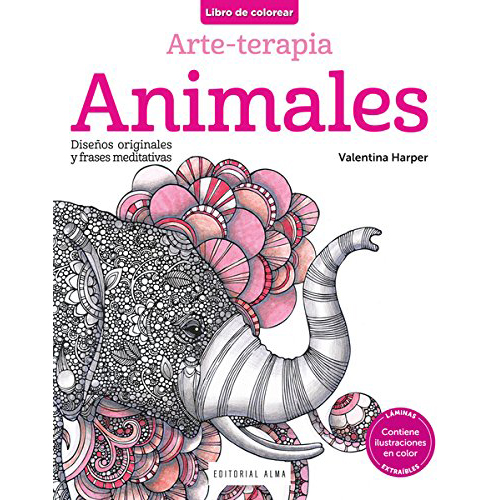 Libro de colorear
Arte-terapia
Animales
Diseños originales
y frases meditativas
Valentina Harper
LÁMINAS
Contiene
ilustraciones
en color
EXTRAÍBLES
EDITORIAL ALMA